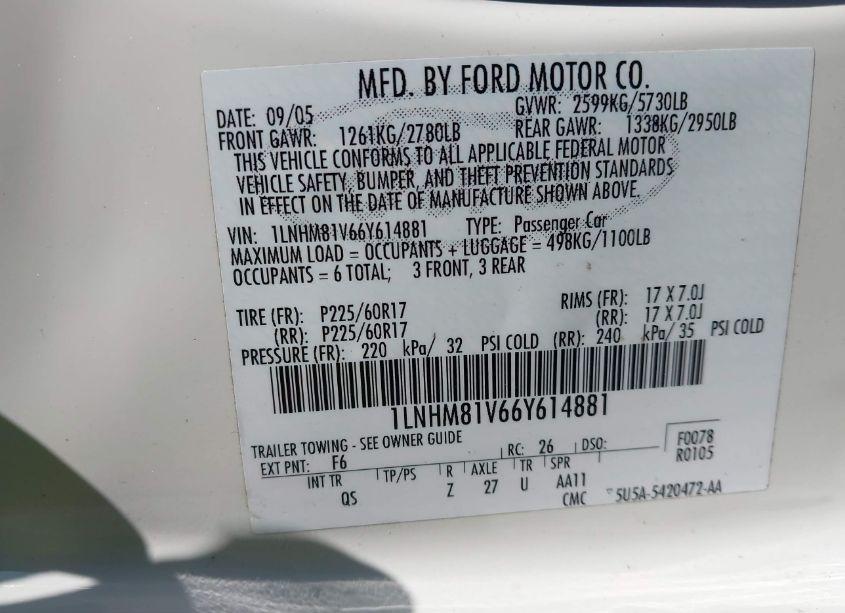 MFD. BY FORD MOTOR CO.
DATE: 09/05 GVWR: 2599KG/5730LB
FRONT GAWR: 1261KG/2780LB REAR GAWR: 1338KG/2950LB
THIS VEHICLE CONFORMS TO ALL APPLICABLE FEDERAL MOTOR
VEHICLE SAFETY, BUMPER, AND THEFT PREVENTION STANDARDS
IN EFFECT ON THE DATE OF MANUFACTURE SHOWN ABOVE.
VIN: 1LNHM81V66Y614881 TYPE: Passenger Car
MAXIMUM LOAD = OCCUPANTS + LUGGAGE = 498KG/1100LB
OCCUPANTS = 6 TOTAL; 3 FRONT, 3 REAR
TIRE (FR): P225/60R17 RIMS (FR): 17 X 7.0J
(RR): P225/60R17 (RR): 17 X 7.0J
PRESSURE (FR): 220 kPa/ 32 PSI COLD (RR): 240 kPa/ 35 PSI COLD
1LNHM81V66Y614881
TRAILER TOWING - SEE OWNER GUIDE
EXT PNT: F6 RC: 26 DSO: F0078
R0105
INT TR TP/PS R AXLE TR SPR
QS Z 27 U AA11
CMC 5U5A-5420472-AA